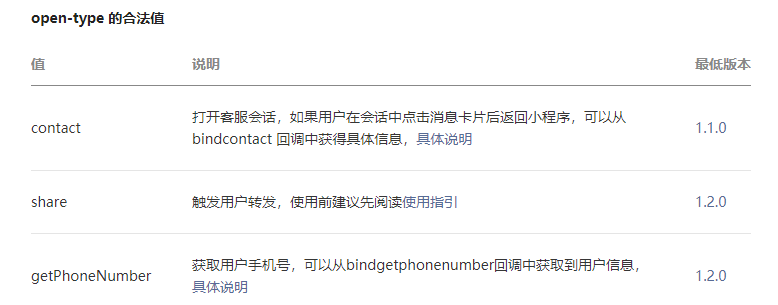 open-type 的合法值
值 说明 最低版本
打开客服会话，如果用户在会话中点击消息卡片后返回小程序，可以从
contact 1.1.0
bindcontact 回调中获得具体信息，具体说明
share 触发用户转发，使用前建议先阅读使用指引 1.2.0
获取用户手机号，可以从bindgetphonenumber回调中获取到用户信息，
getPhoneNumber 1.2.0
具体说明